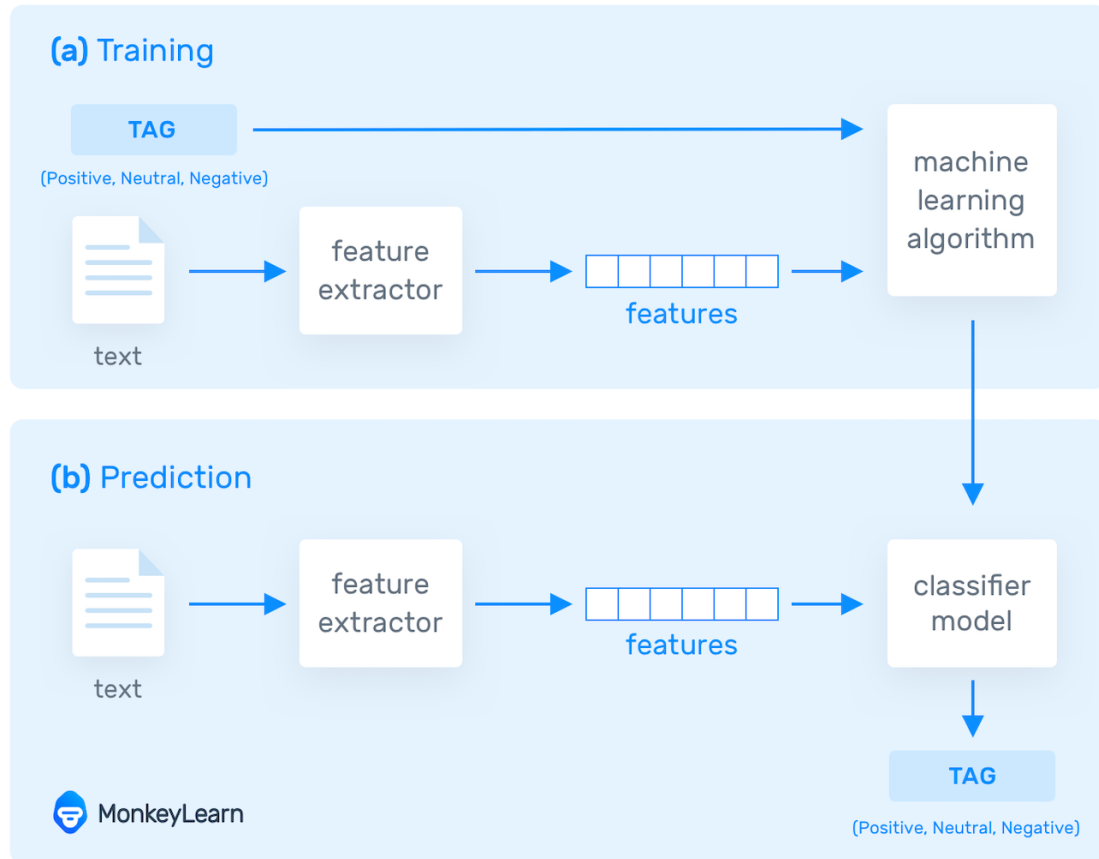 (a) Training
TAG
(Positive, Neutral, Negative)
machine
learning
algorithm
feature
extractor
features
text
(b) Prediction
feature
extractor
features
classifier
model
text
TAG
(Positive, Neutral, Negative)
MonkeyLearn